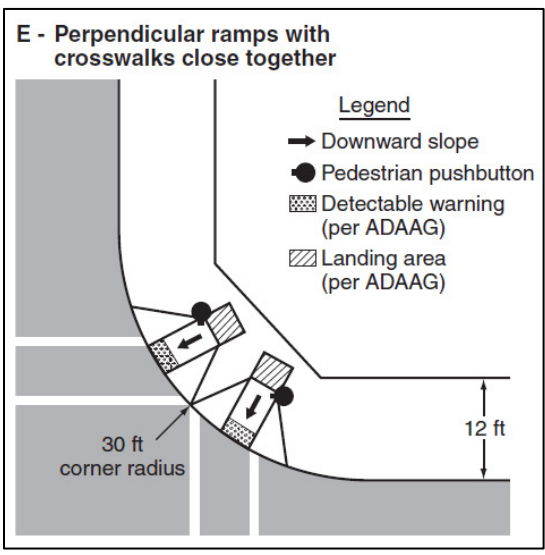 E - Perpendicular ramps with
crosswalks close together
Legend
Downward slope
Pedestrian pushbutton
Detectable warning
(per ADAAG)
Landing area
(per ADAAG)
12 ft
30 ft
corner radius